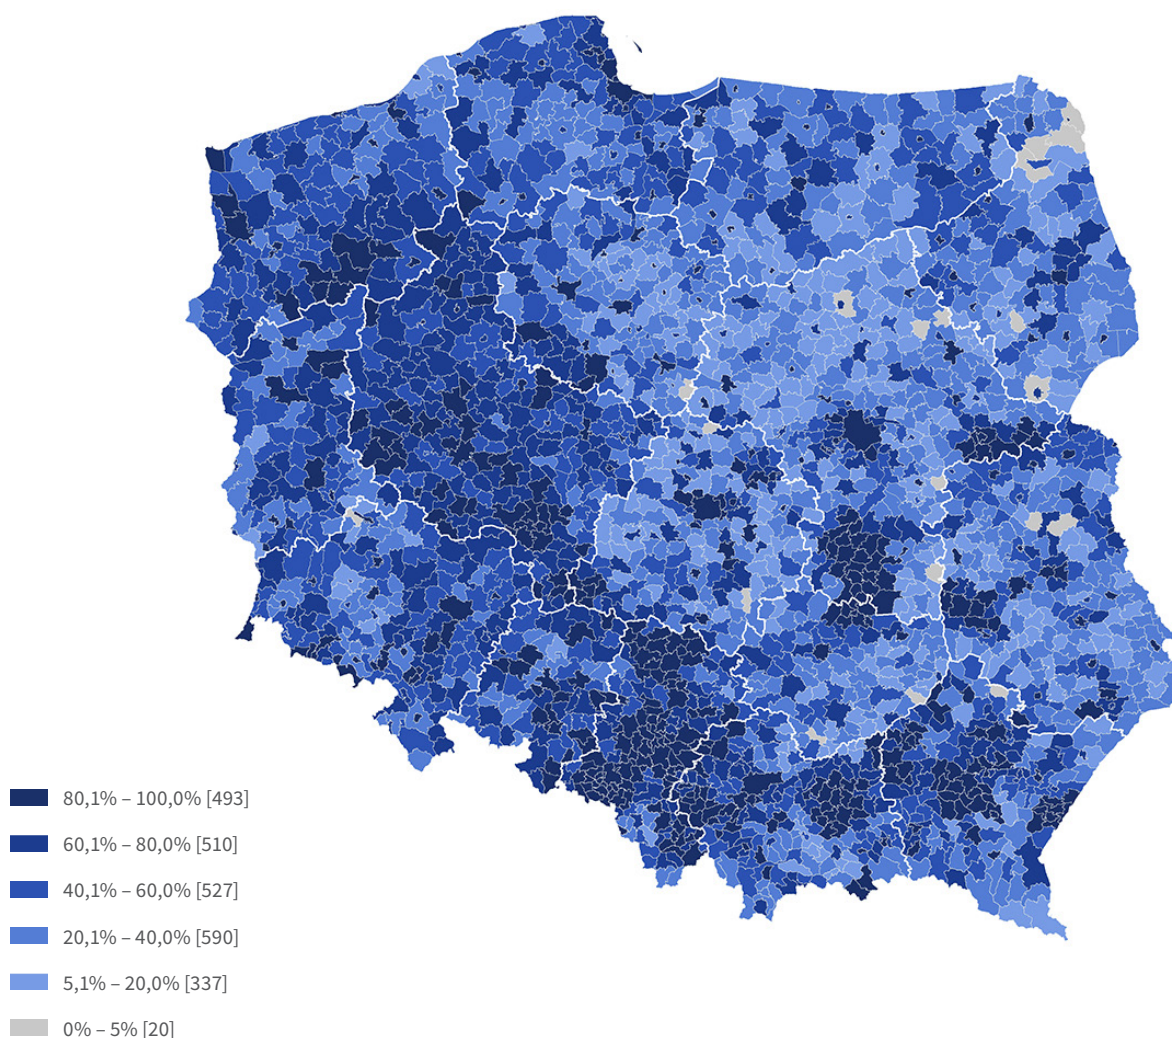 80,1% – 100,0% [493]
60,1% – 80,0% [510]
40,1% – 60,0% [527]
20,1% – 40,0% [590]
5,1% – 20,0% [337]
0% – 5% [20]